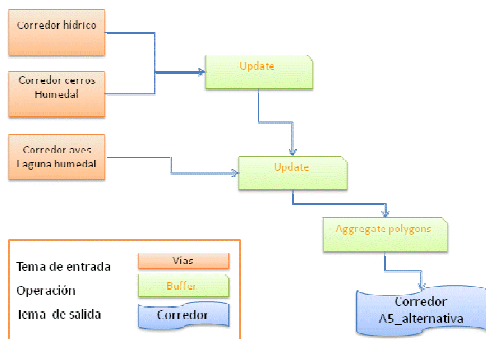 Corredor hídrico
Corredor cerros
Humedal
Update
Corredor aves
Laguna humedal
Update
Aggregate polygons
Tema de entrada
Vías
Operación
Buffer
Tema de salida
Corredor
Corredor
A5_alternativa